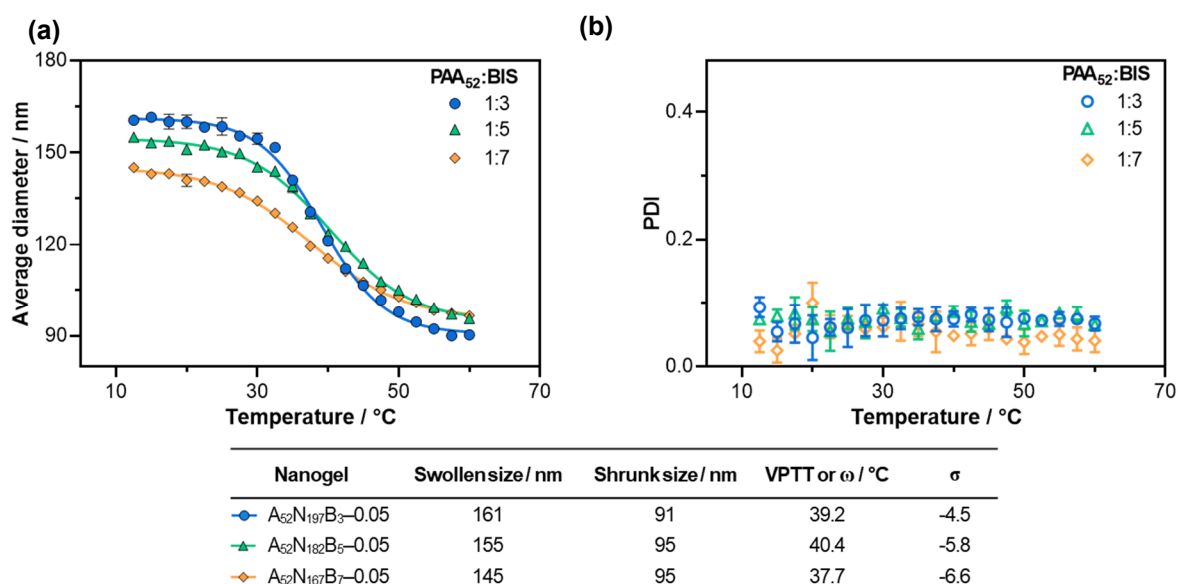 (a)
(b)
180
150
120
90
Average diameter / nm
10
30
50
70
Temperature / °C
PAA₅₂:BIS
1:3
1:5
1:7
0.4
0.2
0.0
PDI
10
30
50
70
Temperature / °C
PAA₅₂:BIS
1:3
1:5
1:7
Nanogel Swollen size / nm Shrunk size / nm VPTT or ω / °C σ
A₅₂N₁₉₇B₃–0.05 161 91 39.2 -4.5
A₅₂N₁₈₂B₅–0.05 155 95 40.4 -5.8
A₅₂N₁₆₇B₇–0.05 145 95 37.7 -6.6